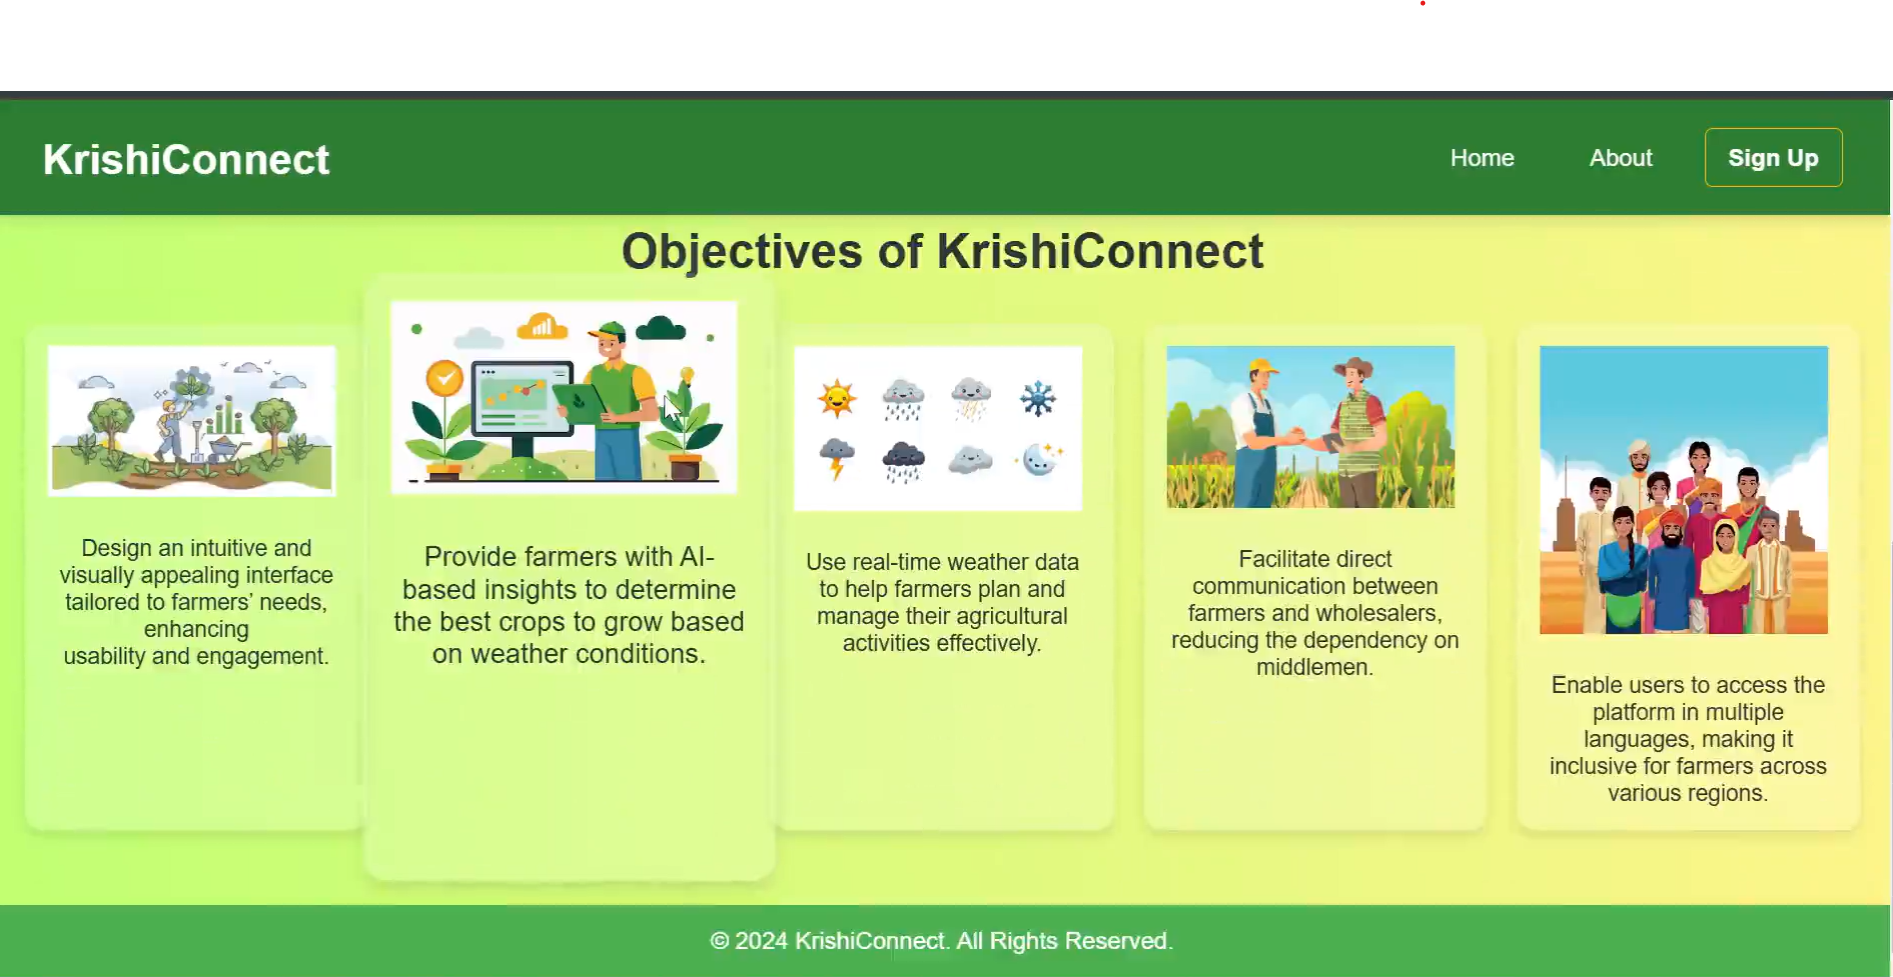 KrishiConnect
Home
About
Sign Up
Objectives of KrishiConnect
Design an intuitive and
visually appealing interface
tailored to farmers’ needs,
enhancing
usability and engagement.
Provide farmers with AI-
based insights to determine
the best crops to grow based
on weather conditions.
Use real-time weather data
to help farmers plan and
manage their agricultural
activities effectively.
Facilitate direct
communication between
farmers and wholesalers,
reducing the dependency on
middlemen.
Enable users to access the
platform in multiple
languages, making it
inclusive for farmers across
various regions.
© 2024 KrishiConnect. All Rights Reserved.